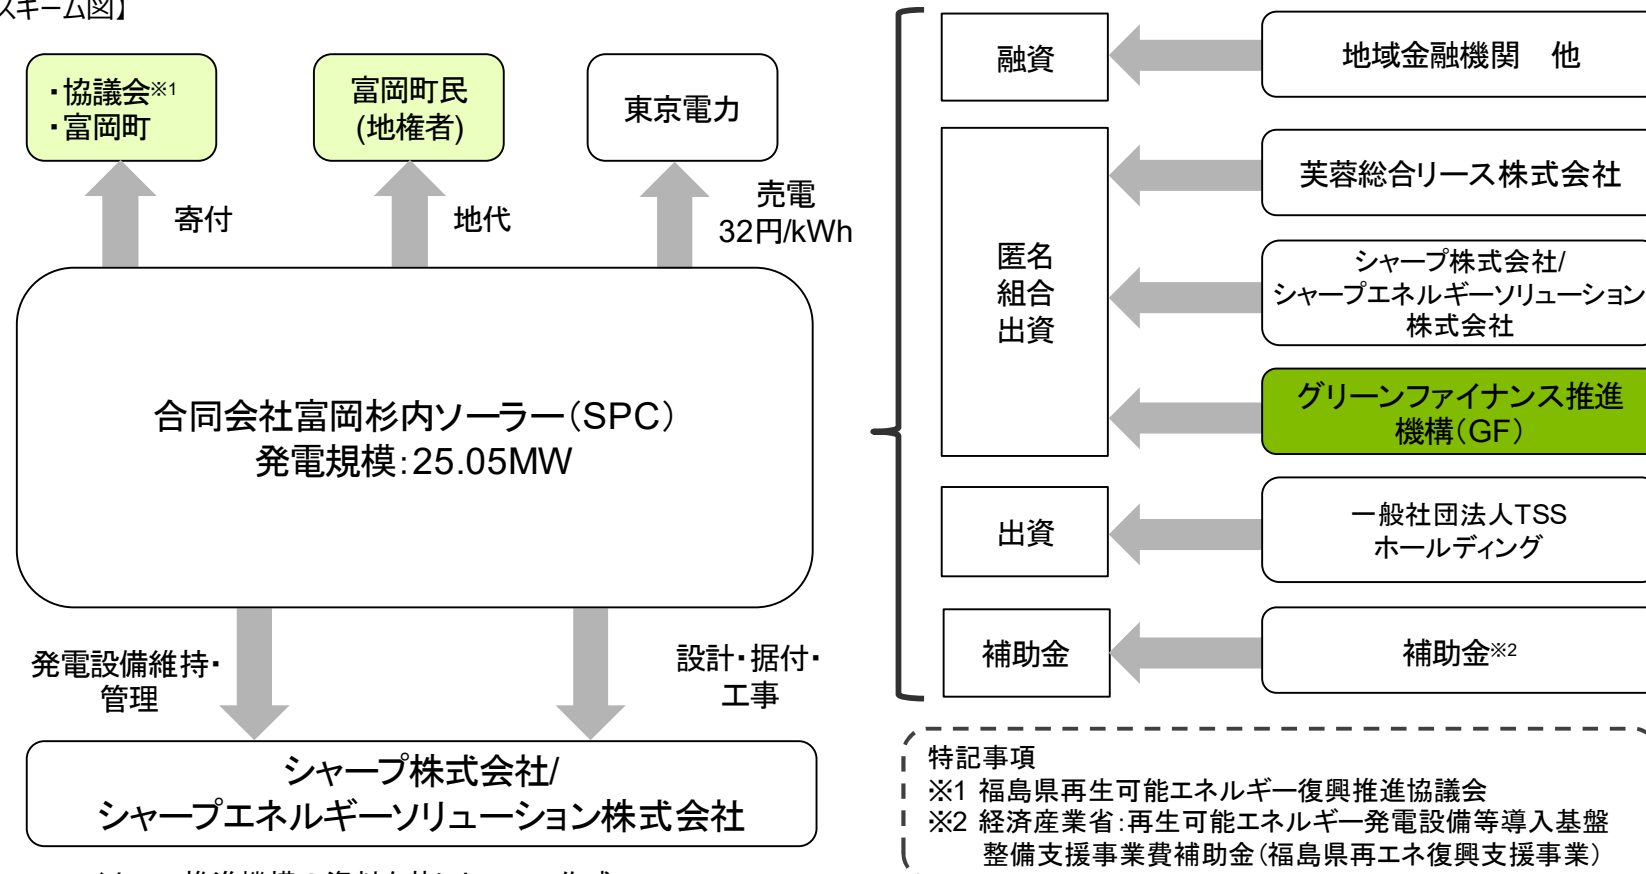 スキーム図】
・協議会※1
・富岡町
富岡町民
(地権者)
東京電力
寄付
地代
売電
32円/kWh
合同会社富岡杉内ソーラー(SPC)
発電規模:25.05MW
発電設備維持・
管理
設計・据付・
工事
シャープ株式会社/
シャープエネルギーソリューション株式会社
融資
地域金融機関 他
匿名
組合
出資
芙蓉総合リース株式会社
シャープ株式会社/
シャープエネルギーソリューション
株式会社
グリーンファイナンス推進
機構(GF)
出資
一般社団法人TSS
ホールディング
補助金
補助金※2
特記事項
※1 福島県再生可能エネルギー復興推進協議会
※2 経済産業省:再生可能エネルギー発電設備等導入基盤
整備支援事業費補助金(福島県再エネ復興支援事業)